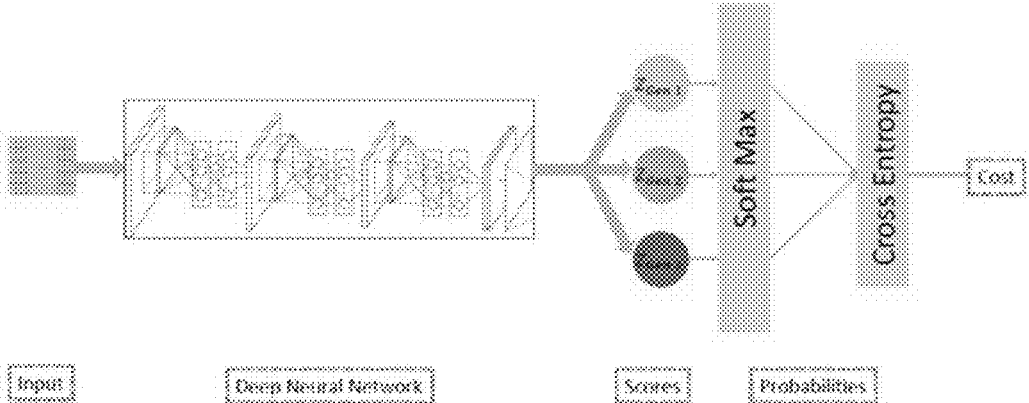 Soft Max
Cross Entropy
Cost
Input
Deep Neural Network
Scores
Probabilities